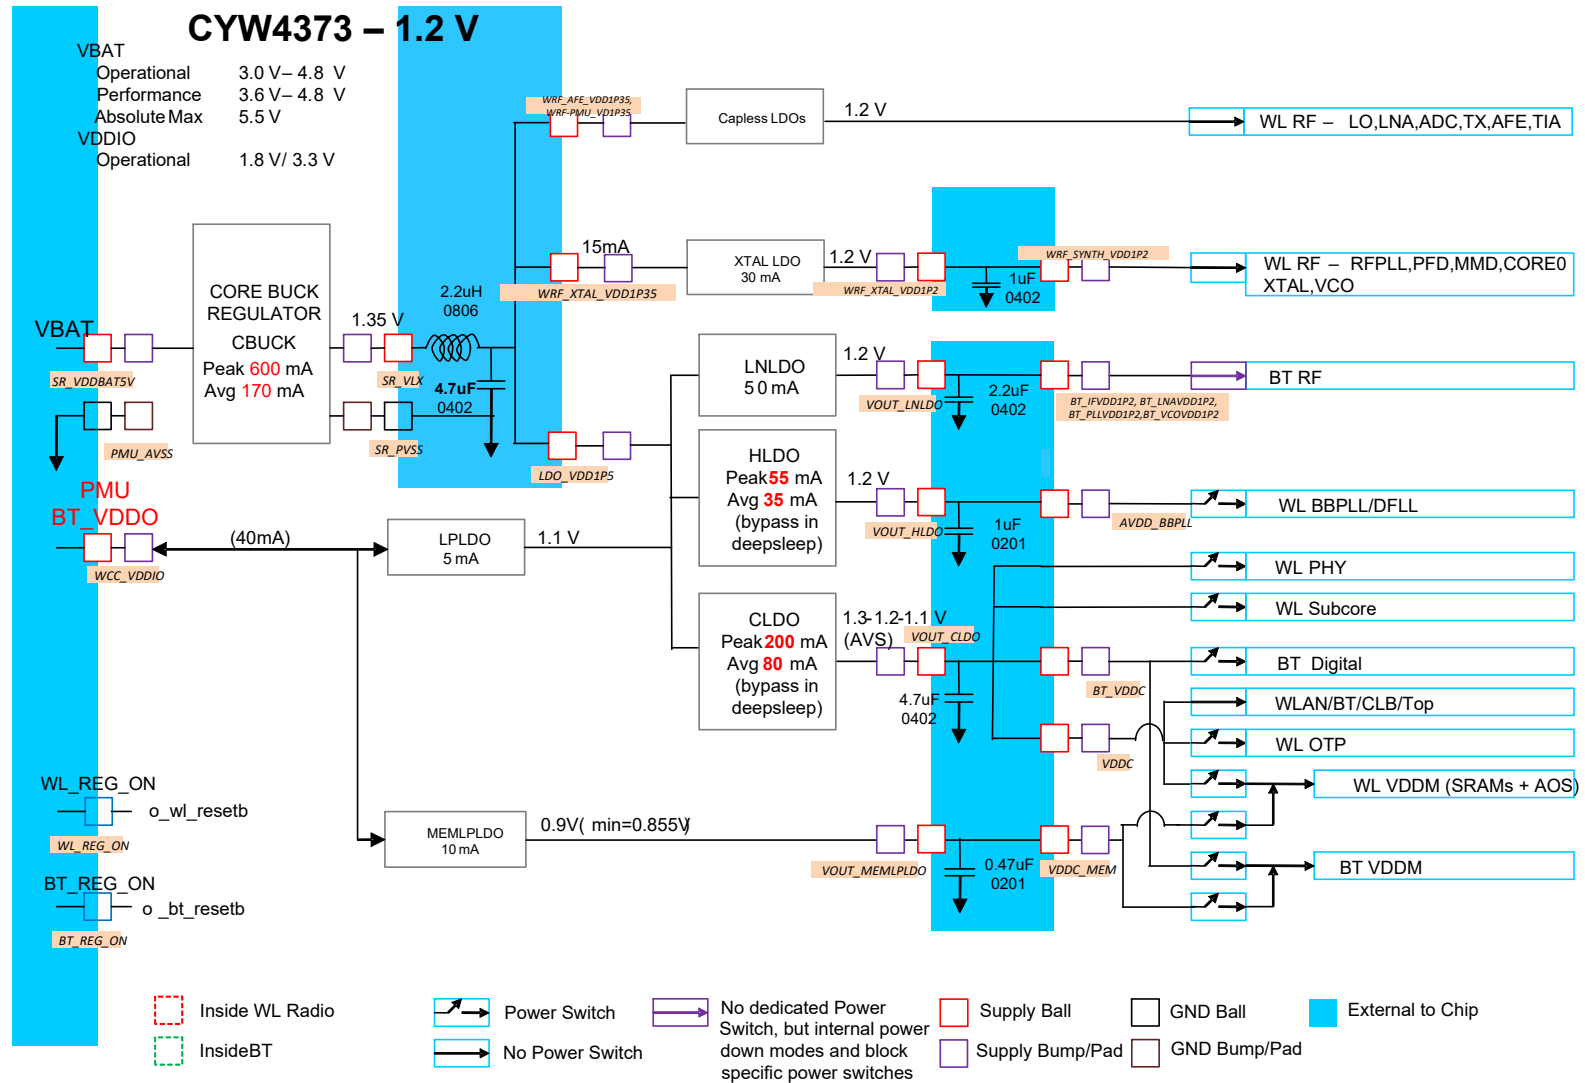 CYW4373 – 1.2 V
VBAT
Operational 3.0 V– 4.8 V
Performance 3.6 V– 4.8 V
Absolute Max 5.5 V
VDDIO
Operational 1.8 V/ 3.3 V
WRF_AFE_VDD1P35,
WRF-PMU_VD1P35
Capless LDOs
1.2 V
WL RF – LO,LNA,ADC,TX,AFE,TIA
15mA
WRF_XTAL_VDD1P35
XTAL LDO
30 mA
1.2 V
WRF_XTAL_VDD1P2
1uF
0402
WRF_SYNTH_VDD1P2
WL RF – RFPLL,PFD,MMD,CORE0
XTAL,VCO
VBAT
SR_VDDBAT5V
PMU_AVSS
CORE BUCK
REGULATOR
CBUCK
Peak 600 mA
Avg 170 mA
1.35 V
SR_VLX
SR_PVSS
2.2uH
0806
4.7uF
0402
LDO_VDD1P5
LNLDO
50 mA
1.2 V
VOUT_LNLDO
2.2uF
0402
BT_IFVDD1P2, BT_LNAVDD1P2,
BT_PLLVDD1P2,BT_VCOVDD1P2
BT RF
HLDO
Peak 55 mA
Avg 35 mA
(bypass in
deepsleep)
1.2 V
VOUT_HLDO
1uF
0201
AVDD_BBPLL
WL BBPLL/DFLL
PMU
BT_VDDO
WCC_VDDIO
(40mA)
LPLDO
5 mA
1.1 V
WL PHY
WL Subcore
CLDO
Peak 200 mA
Avg 80 mA
(bypass in
deepsleep)
1.3-1.2-1.1 V
(AVS)
VOUT_CLDO
4.7uF
0402
BT_VDDC
VDDC
BT Digital
WLAN/BT/CLB/Top
WL OTP
WL VDDM (SRAMs + AOS)
WL_REG_ON
o_wl_resetb
WL_REG_ON
BT_REG_ON
o _bt_resetb
BT_REG_ON
MEMLPLDO
10 mA
0.9V( min=0.855V)
VOUT_MEMLPLDO
0.47uF
0201
VDDC_MEM
BT VDDM
Inside WL Radio
InsideBT
Power Switch
No Power Switch
No dedicated Power
Switch, but internal power
down modes and block
specific power switches
Supply Ball
Supply Bump/Pad
GND Ball
GND Bump/Pad
External to Chip